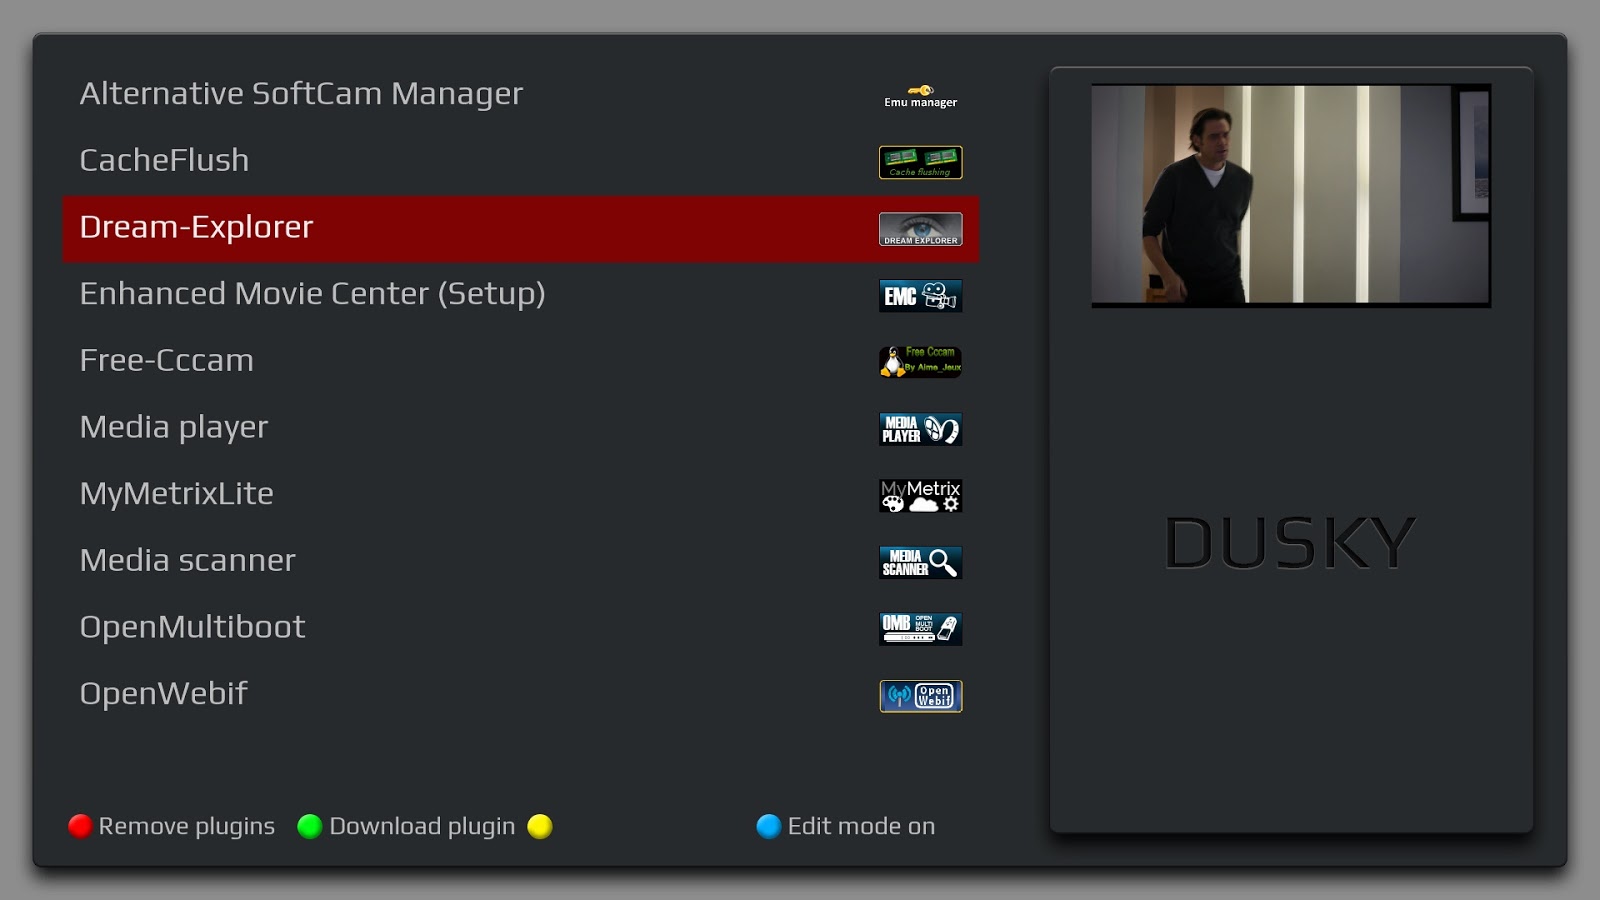 Alternative SoftCam Manager
Emu manager
CacheFlush
Cache flushing
Dream-Explorer
DREAM EXPLORER
Enhanced Movie Center (Setup)
EMC
Free-Cccam
Free Cccam
By Aime_Jeux
Media player
MEDIA
PLAYER
MyMetrixLite
MyMetrix
Media scanner
MEDIA
SCANNER
OpenMultiboot
OMB OPEN
MULTI
BOOT
OpenWebif
Open
Webif
Remove plugins Download plugin Edit mode on
DUSKY